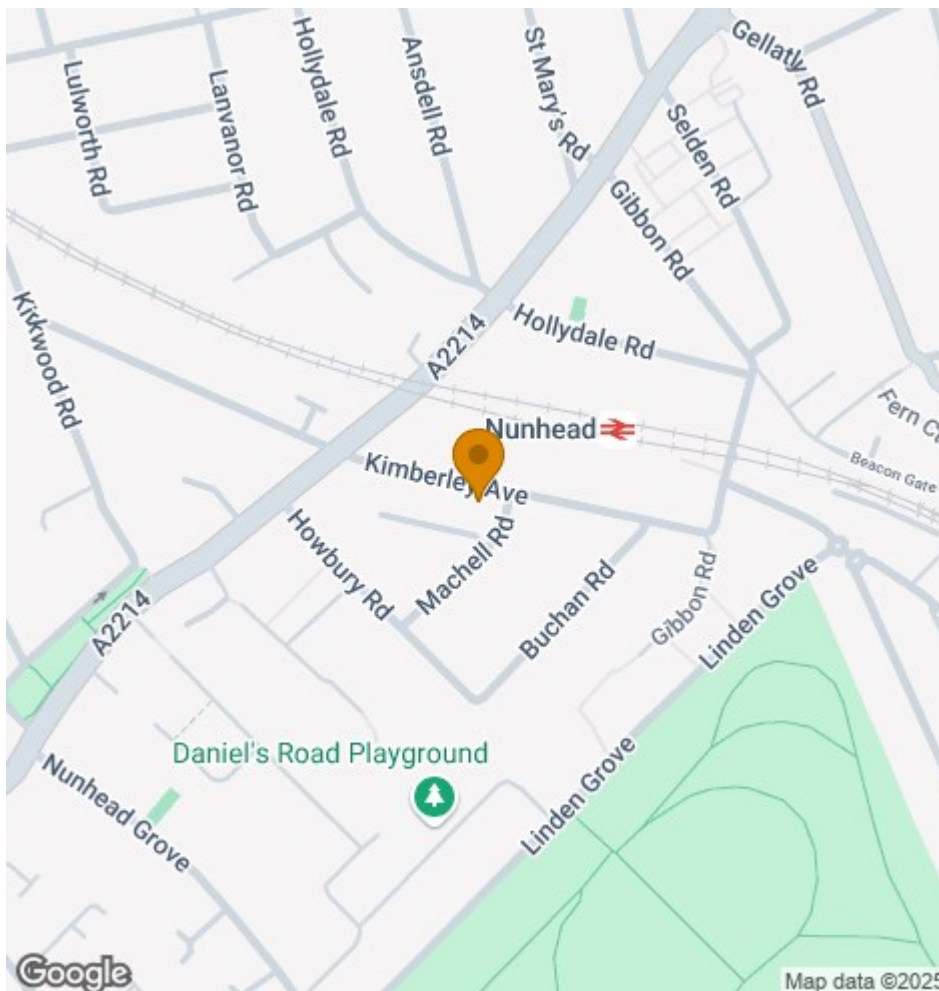 Gellatly Rd
St Mary's Rd
Hollydale Rd
Ansdell Rd
Lulworth Rd
Lanvanor Rd
Selden Rd
Gibbon Rd
Kirkwood Rd
A2214
Hollydale Rd
Fern Cl
Nunhead
Beacon Gate
Kimberley Ave
Howbury Rd
Machell Rd
Buchan Rd
Gibbon Rd
Linden Grove
A2214
Daniel's Road Playground
Linden Grove
Nunhead Grove
Google
Map data ©2025